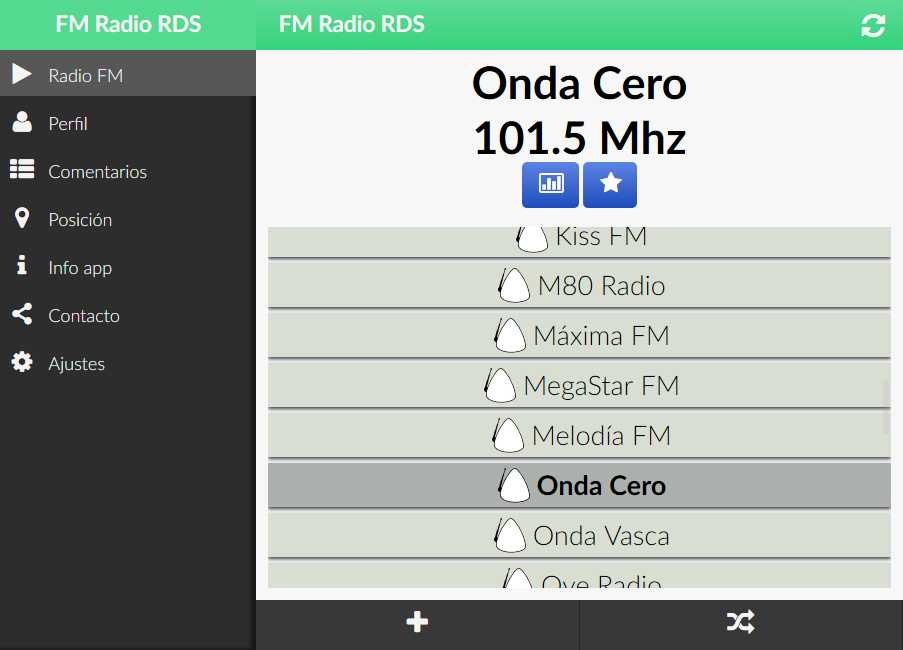 FM Radio RDS
Radio FM
Perfil
Comentarios
Posición
Info app
Contacto
Ajustes
FM Radio RDS
Onda Cero
101.5 Mhz
Kiss FM
M80 Radio
Máxima FM
MegaStar FM
Melodía FM
Onda Cero
Onda Vasca
Oye Radio